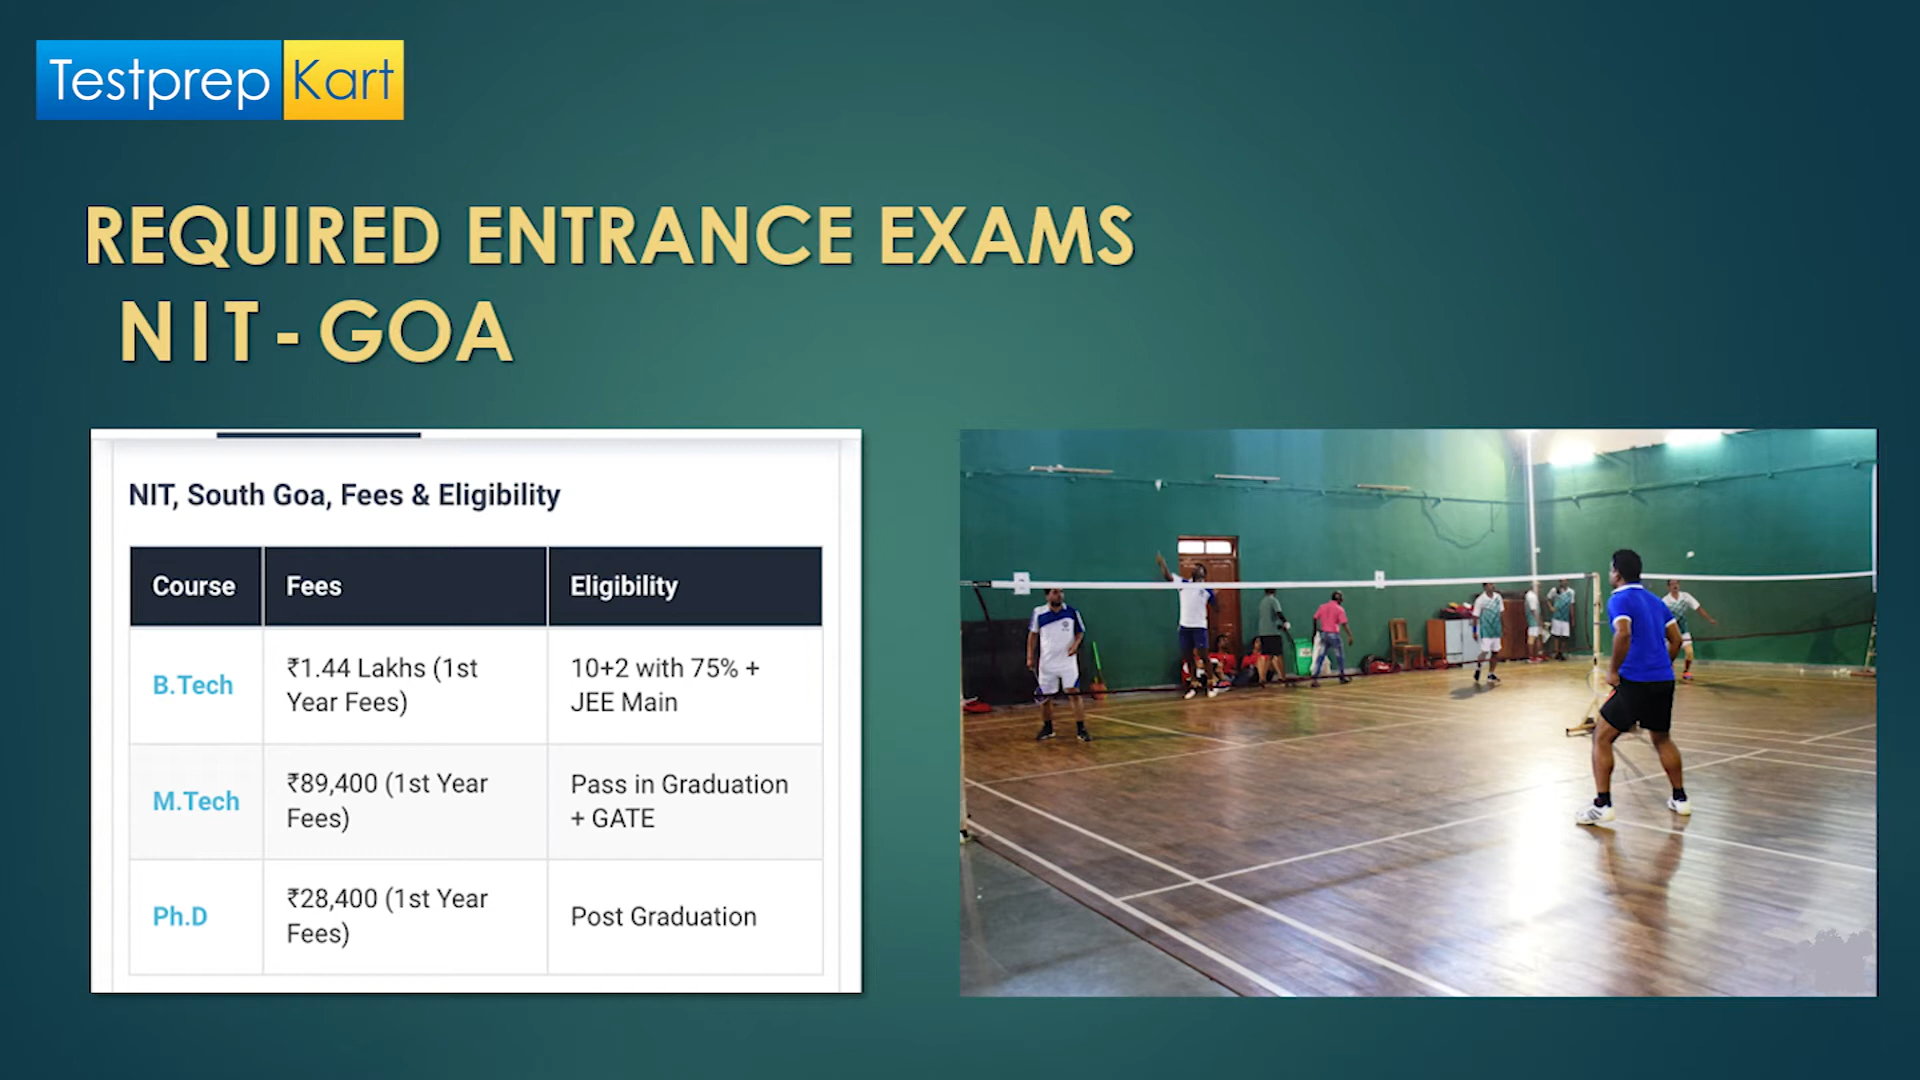 Testprep Kart
REQUIRED ENTRANCE EXAMS
NIT - GOA
NIT, South Goa, Fees & Eligibility
Course Fees Eligibility
B.Tech ₹1.44 Lakhs (1st Year Fees) 10+2 with 75% + JEE Main
M.Tech ₹89,400 (1st Year Fees) Pass in Graduation + GATE
Ph.D ₹28,400 (1st Year Fees) Post Graduation